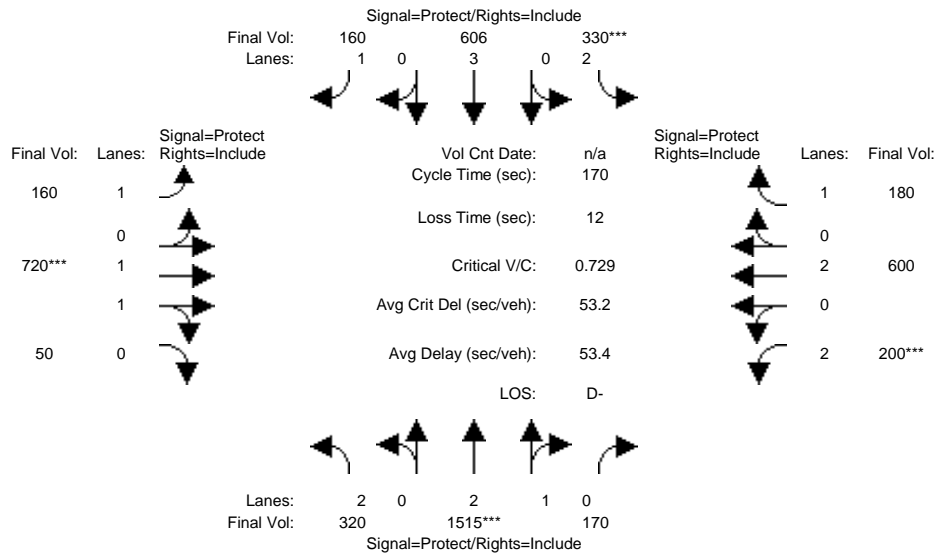 Signal=Protect/Rights=Include
Final Vol: 160 606 330***
Lanes: 1 0 3 0 2
Signal=Protect
Final Vol: Lanes: Rights=Include
Vol Cnt Date: n/a
Signal=Protect
Rights=Include Lanes: Final Vol:
Cycle Time (sec): 170
160 1
1 180
Loss Time (sec): 12
0
0
720*** 1
Critical V/C: 0.729
2 600
1
Avg Crit Del (sec/veh): 53.2
0
50 0
Avg Delay (sec/veh): 53.4
2 200***
LOS: D-
Lanes: 2 0 2 1 0
Final Vol: 320 1515*** 170
Signal=Protect/Rights=Include